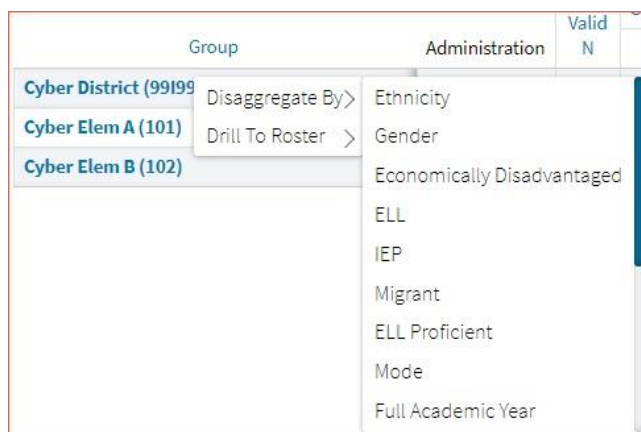 Group
Administration
Valid
N
Cyber District (99I99
Cyber Elem A (101)
Cyber Elem B (102)
Disaggregate By
Drill To Roster
Ethnicity
Gender
Economically Disadvantaged
ELL
IEP
Migrant
ELL Proficient
Mode
Full Academic Year